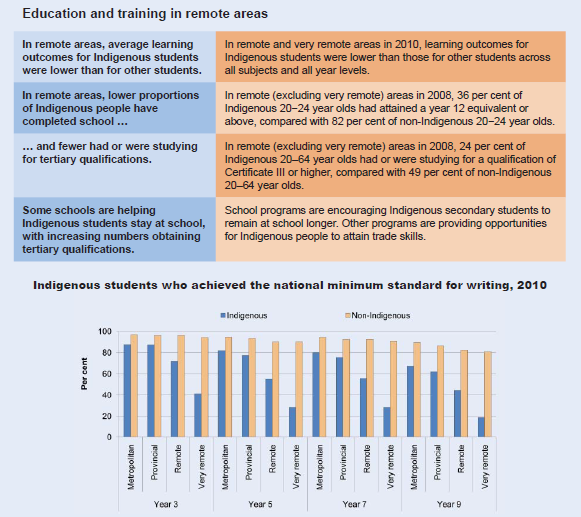 Education and training in remote areas
In remote areas, average learning
outcomes for Indigenous students
were lower than for other students.
In remote and very remote areas in 2010, learning outcomes for
Indigenous students were lower than those for other students across
all subjects and all year levels.
In remote areas, lower proportions
of Indigenous people have
completed school …
In remote (excluding very remote) areas in 2008, 36 per cent of
Indigenous 20–24 year olds had attained a year 12 equivalent or
above, compared with 82 per cent of non-Indigenous 20–24 year olds.
… and fewer had or were studying
for tertiary qualifications.
In remote (excluding very remote) areas in 2008, 24 per cent of
Indigenous 20–64 year olds had or were studying for a qualification of
Certificate III or higher, compared with 49 per cent of non-Indigenous
20–64 year olds.
Some schools are helping
Indigenous students stay at school,
with increasing numbers obtaining
tertiary qualifications.
School programs are encouraging Indigenous secondary students to
remain at school longer. Other programs are providing opportunities
for Indigenous people to attain trade skills.
Indigenous students who achieved the national minimum standard for writing, 2010
Indigenous
Non-Indigenous
Per cent
100
80
60
40
20
0
Metropolitan
Provincial
Remote
Very remote
Metropolitan
Provincial
Remote
Very remote
Metropolitan
Provincial
Remote
Very remote
Metropolitan
Provincial
Remote
Very remote
Year 3
Year 5
Year 7
Year 9